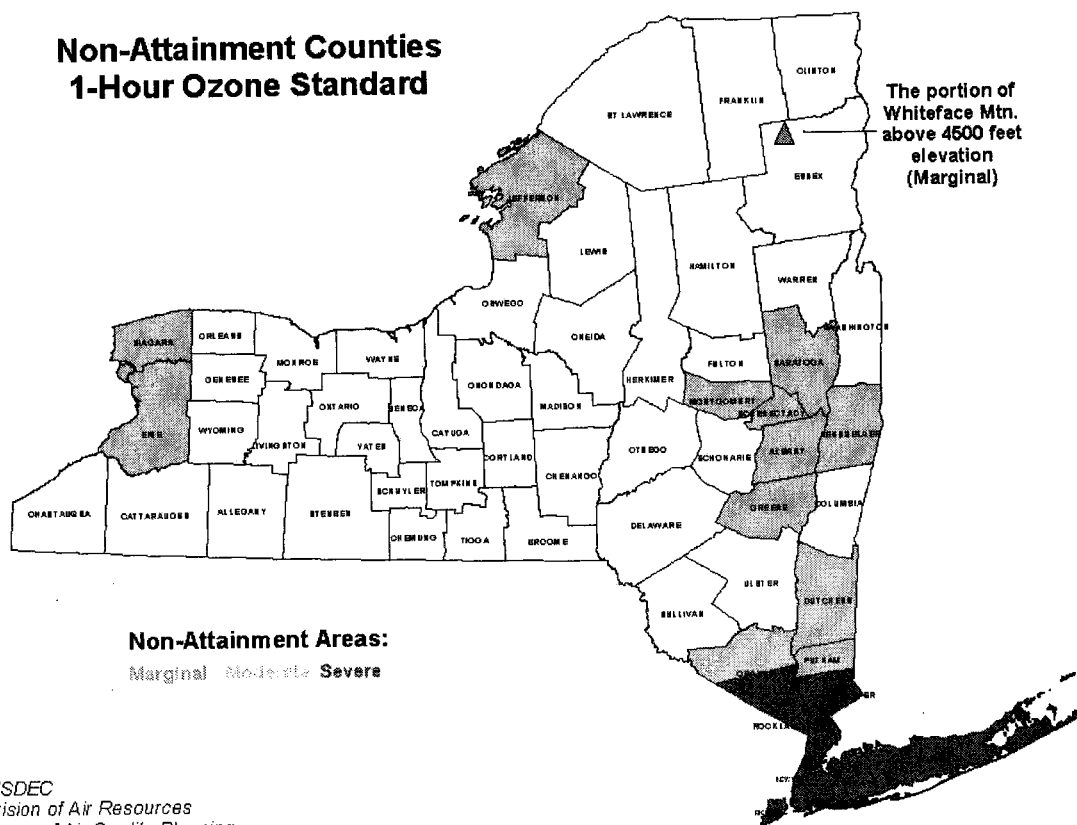 Non-Attainment Counties
1-Hour Ozone Standard
CLINTON
FRANKLIN
ST LAWRENCE
The portion of
Whiteface Mtn.
above 4500 feet
elevation
(Marginal)
ESSEX
JEFFERSON
LEWIS
HAMILTON
WARREN
OSWEGO
WASHINGTON
ONEIDA
NIAGARA
ORLEANS
MONROE
WAYNE
FULTON
SARATOGA
GENESEE
ONONDAGA
HERKIMER
MONTGOMERY
ONTARIO
SENECA
MADISON
SCHENECTADY
ERIE
WYOMING
CAYUGA
RENSSELAER
LIVINGSTON
YATES
CORTLAND
OTSEGO
SCHOHARIE
ALBANY
CHENANGO
SCHUYLER
TOMPKINS
GREENE
COLUMBIA
CHAUTAUQUA
CATTARAUGUS
ALLEGANY
STEUBEN
DELAWARE
CHEMUNG
TIOGA
BROOME
ULSTER
DUTCHESS
SULLIVAN
Non-Attainment Areas:
Marginal Moderate Severe
PUTNAM
SDEC
ision of Air Resources